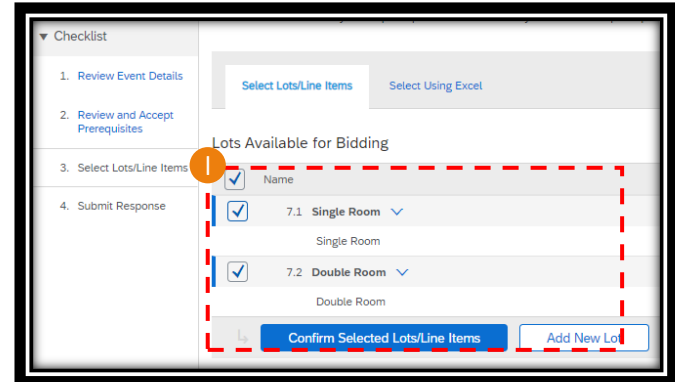 ▼ Checklist
1. Review Event Details
2. Review and Accept
Prerequisites
3. Select Lots/Line Items
4. Submit Response
Select Lots/Line Items Select Using Excel
Lots Available for Bidding
I
Name
7.1 Single Room
Single Room
7.2 Double Room
Double Room
Confirm Selected Lots/Line Items Add New Lot